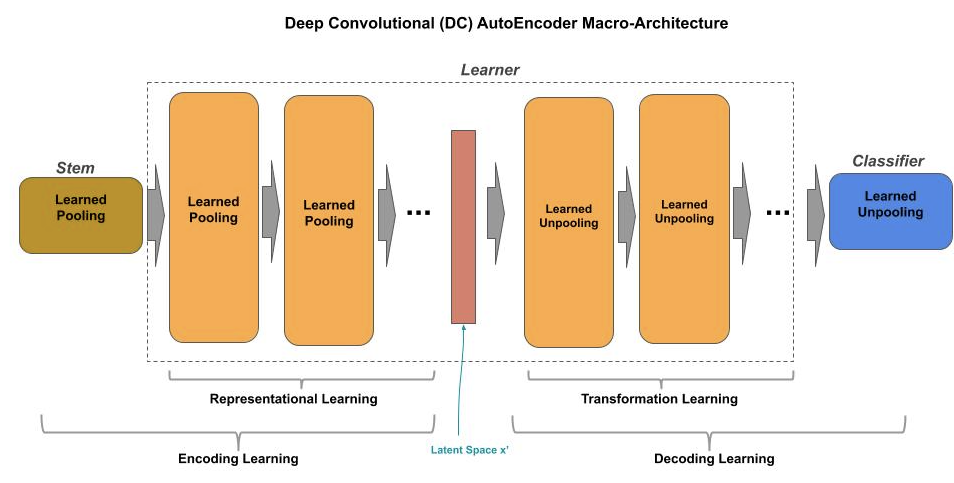 Deep Convolutional (DC) AutoEncoder Macro-Architecture
Learner
Stem
Classifier
Learned
Pooling
Learned
Pooling
Learned
Pooling
...
Learned
Unpooling
Learned
Unpooling
...
Learned
Unpooling
Representational Learning
Transformation Learning
Latent Space x'
Encoding Learning
Decoding Learning